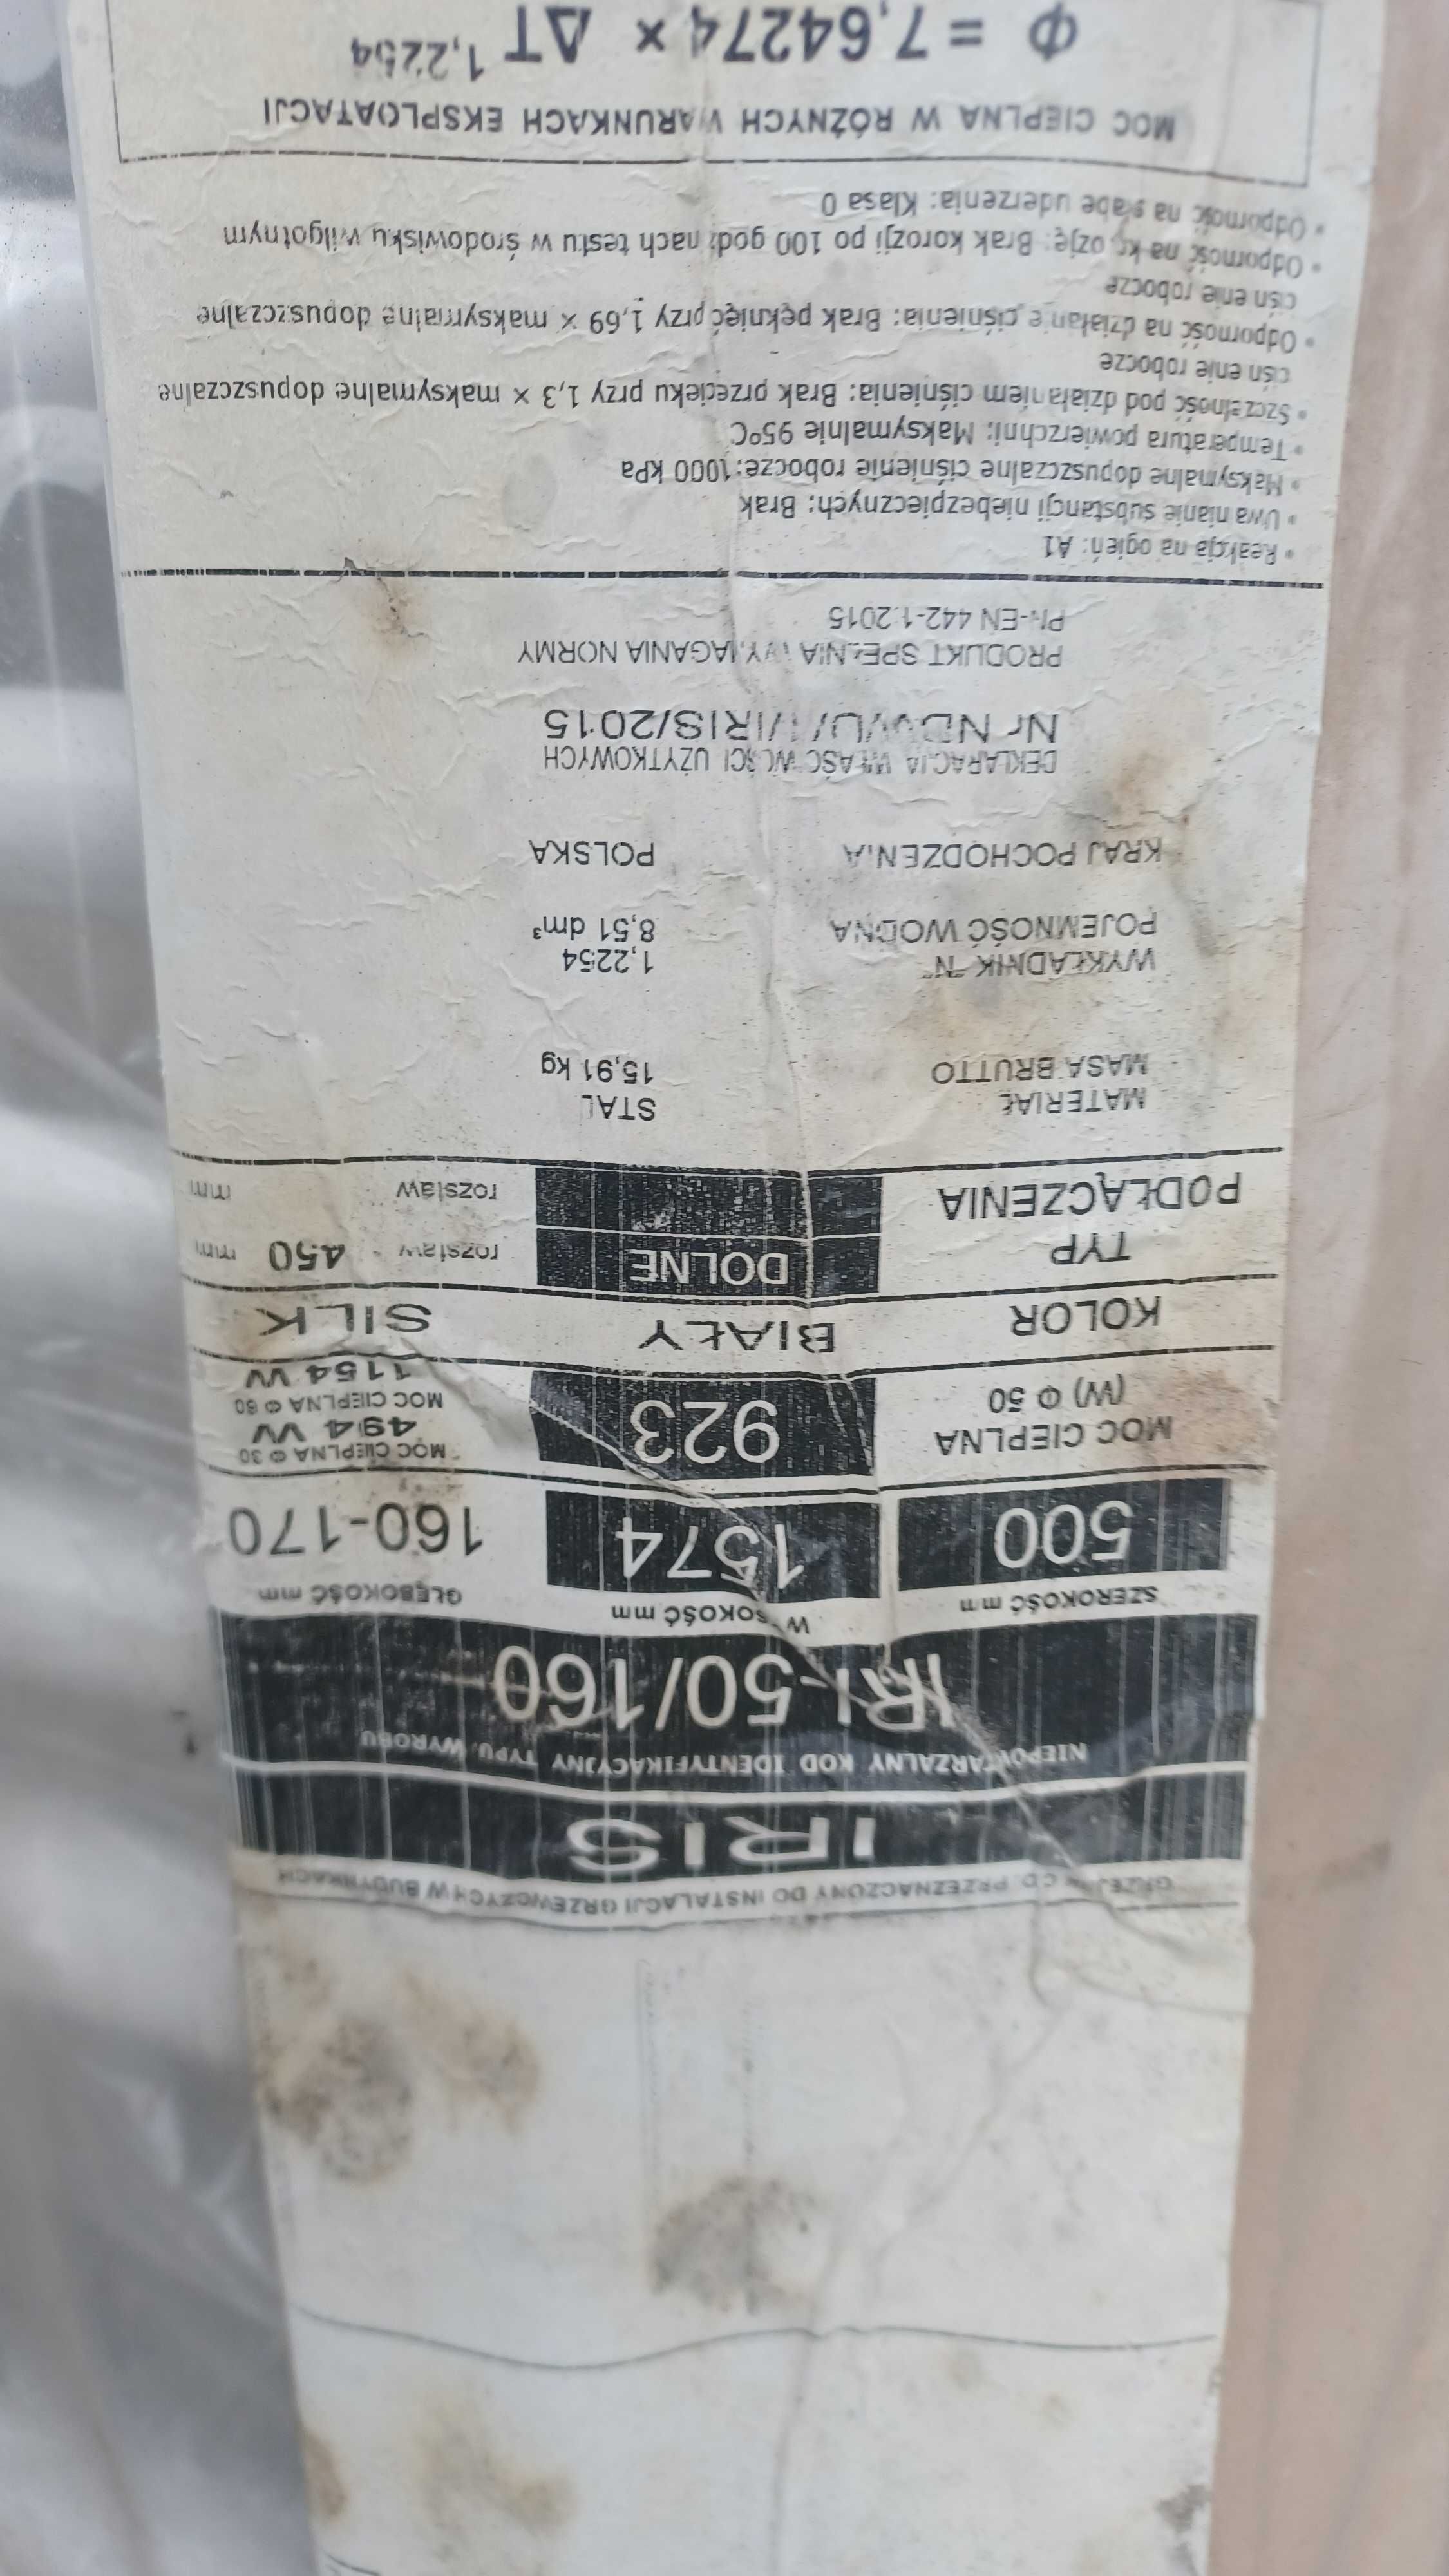 PRZEZNACZONY DO INSTALACJI GRZEWCZYCH W BUDYNKACH
IRIS
NIEPOWTARZALNY KOD IDENTYFIKACYJNY TYPU WYROBU
IRI-50/160
SZEROKOŚĆ mm WYSOKOŚĆ mm GŁĘBOKOŚĆ mm
500 1574 160-170
MOC CIEPLNA (W) Φ 50 923
MOC CIEPLNA Φ 30
494 W
MOC CIEPLNA Φ 60
1154 W
KOLOR BIAŁY SILK
TYP DOLNE rozstaw 450 mm
PODŁĄCZENIA rozstaw mm
MATERIAŁ STAL
MASA BRUTTO 15,91 kg
WYKŁADNIK "N" 1,2254
POJEMNOŚĆ WODNA 8,51 dm³
KRAJ POCHODZENIA POLSKA
DEKLARACJA WŁAŚCIWOŚCI UŻYTKOWYCH
Nr /IRIS/2015
PRODUKT SPEŁNIA WYMAGANIA NORMY
PN-EN 442-1:2015
• Reakcja na ogień: A1
• Uwalnianie substancji niebezpiecznych: Brak
• Maksymalne dopuszczalne ciśnienie robocze: 1000 kPa
• Temperatura powierzchni: Maksymalnie 95°C
• Szczelność pod działaniem ciśnienia: Brak przecieku przy 1,3 × maksymalne dopuszczalne
ciśnienie robocze
• Odporność na działanie ciśnienia: Brak pęknięć przy 1,69 × maksymalne dopuszczalne
ciśnienie robocze
• Odporność na korozję: Brak korozji po 100 godzinach testu w środowisku wilgotnym
• Odporność na słabe uderzenia: Klasa 0
MOC CIEPLNA W RÓŻNYCH WARUNKACH EKSPLOATACJI
Φ = 7,64274 × ΔT 1,2254